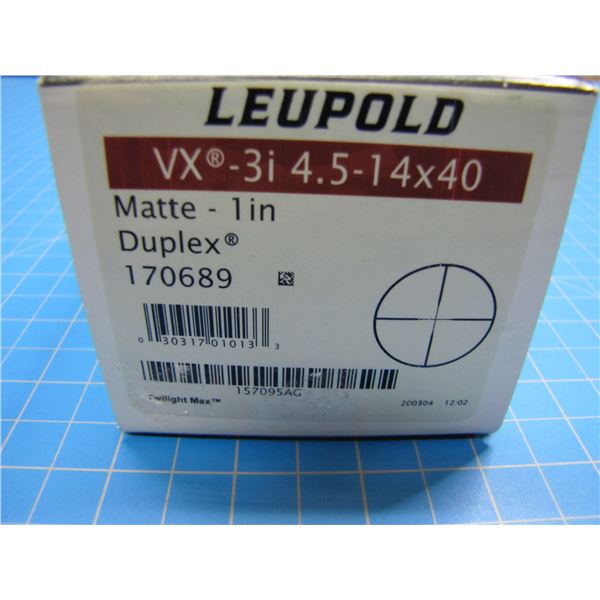 LEUPOLD
VX®-3i 4.5-14x40
Matte - 1in
Duplex®
170689
0 30317 01013 3
157095AG
Twilight Max™
200304 12:02